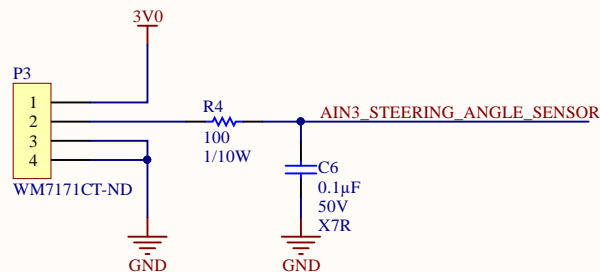 3V0
P3
1
2
3
4
WM7171CT-ND
R4
100
1/10W
AIN3_STEERING_ANGLE_SENSOR
C6
0.1µF
50V
X7R
GND
GND